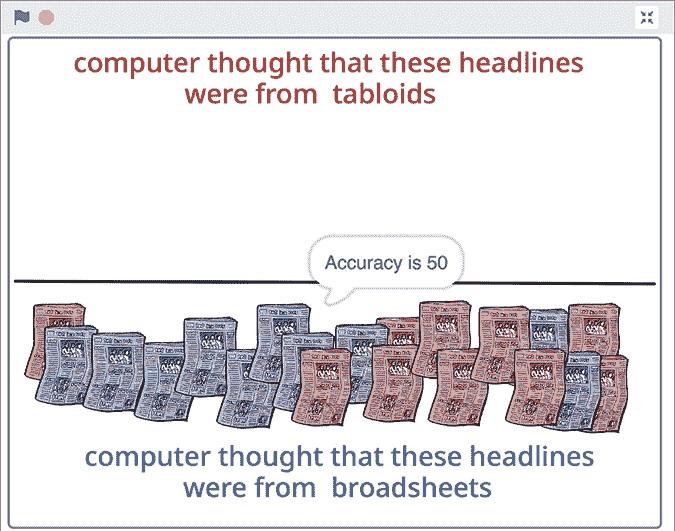 computer thought that these headlines
were from  tabloids
Accuracy is 50
computer thought that these headlines
were from  broadsheets